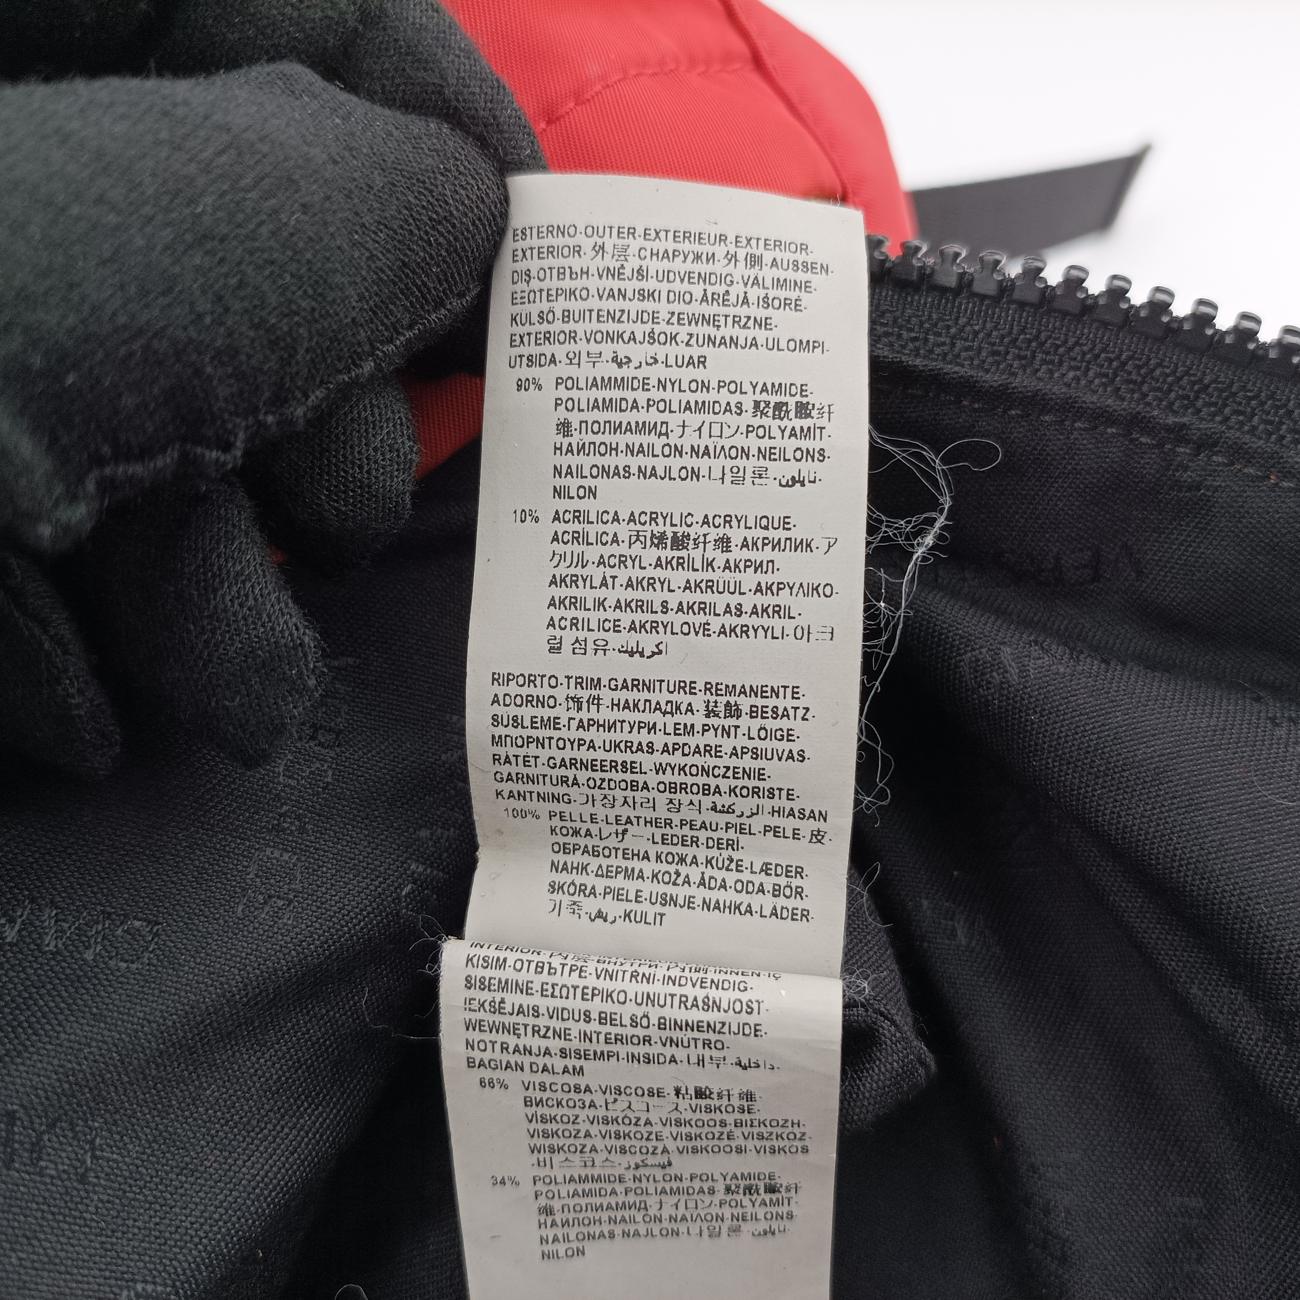 ESTERNO·OUTER·EXTERIEUR·EXTERIOR·
EXTERIOR·外层·СНАРУЖИ·外側·AUSSEN·
DIŞ·ОТВЪН·VNĚJŠÍ·UDVENDIG·VÄLIMINE·
ΕΞΩΤΕΡΙΚΟ·VANJSKI DIO·ĀRĒJĀ·IŠORĖ·
KÜLSŐ·BUITENZIJDE·ZEWNĘTRZNE·
EXTERIOR·VONKAJŠOK·ZUNANJA·ULOMPI·
UTSIDA·외부·خارجية·LUAR
90% POLIAMMIDE·NYLON·POLYAMIDE·
POLIAMIDA·POLIAMIDAS·聚酰胺纤
维·ПОЛИАМИД·ナイロン·POLYAMİT·
НАЙЛОН·NAILON·ΝΑΪΛΟΝ·NEILONS·
NAILONAS·NAJLON·나일론·نايلون·
NILON
10% ACRILICA·ACRYLIC·ACRYLIQUE·
ACRÍLICA·丙烯酸纤维·АКРИЛИК·ア
クリル·ACRYL·AKRİLİK·АКРИЛ·
AKRYLÁT·AKRYL·AKRÜÜL·ΑΚΡΥΛΙΚΟ·
AKRILIK·AKRILS·AKRILAS·AKRIL·
ACRILICE·AKRYLOVÉ·AKRYYLI·아크
릴 섬유·اكريليك
RIPORTO·TRIM·GARNITURE·REMANENTE·
ADORNO·饰件·НАКЛАДКА·装飾·BESATZ·
SÜSLEME·ГАРНИТУРИ·LEM·PYNT·LÕIGE·
ΜΠΟΡΝΤΟΥΡΑ·UKRAS·APDARE·APSIUVAS·
RÁTÉT·GARNEERSEL·WYKOŃCZENIE·
GARNITURĂ·OZDOBA·OBROBA·KORISTE·
KANTNING·가장자리 장식·الزركشة·HIASAN
100% PELLE·LEATHER·PEAU·PIEL·PELE·皮·
КОЖА·レザー·LEDER·DERİ·
ОБРАБОТЕНА КОЖА·KŮŽE·LÆDER·
NAHK·ΔΕΡΜΑ·KOŽA·ĀDA·ODA·BŐR·
SKÓRA·PIELE·USNJE·NAHKA·LÄDER·
가죽·KULIT
INTERIOR·内层·ВНУТРИ·内側·INNEN·İÇ
KISIM·ОТВЪТРЕ·VNITŘNÍ·INDVENDIG·
SISEMINE·ΕΣΩΤΕΡΙΚΟ·UNUTRAŠNJOST·
IEKŠĒJAIS·VIDUS·BELSŐ·BINNENZIJDE·
WEWNĘTRZNE·INTERIOR·VNÚTRO·
NOTRANJA·SISEMPI·INSIDA·내부·داخلية·
BAGIAN DALAM
66% VISCOSA·VISCOSE·粘胶纤维·
ВИСКОЗА·ビスコース·VISKOSE·
VİSKOZ·VISKÓZA·VISKOOS·ΒΙΣΚΟΖΗ·
VISKOZA·VISKOZE·VISKOZĖ·VISZKÓZ·
WISKOZA·VISCOZĂ·VISKOOSI·VISKOS
·비스코스·فيسكوز
34% POLIAMMIDE·NYLON·POLYAMIDE·
POLIAMIDA·POLIAMIDAS·聚酰胺纤
维·ПОЛИАМИД·ナイロン·POLYAMİT·
НАЙЛОН·NAILON·ΝΑΪΛΟΝ·NEILONS·
NAILONAS·NAJLON·나일론·نايلون·
NILON